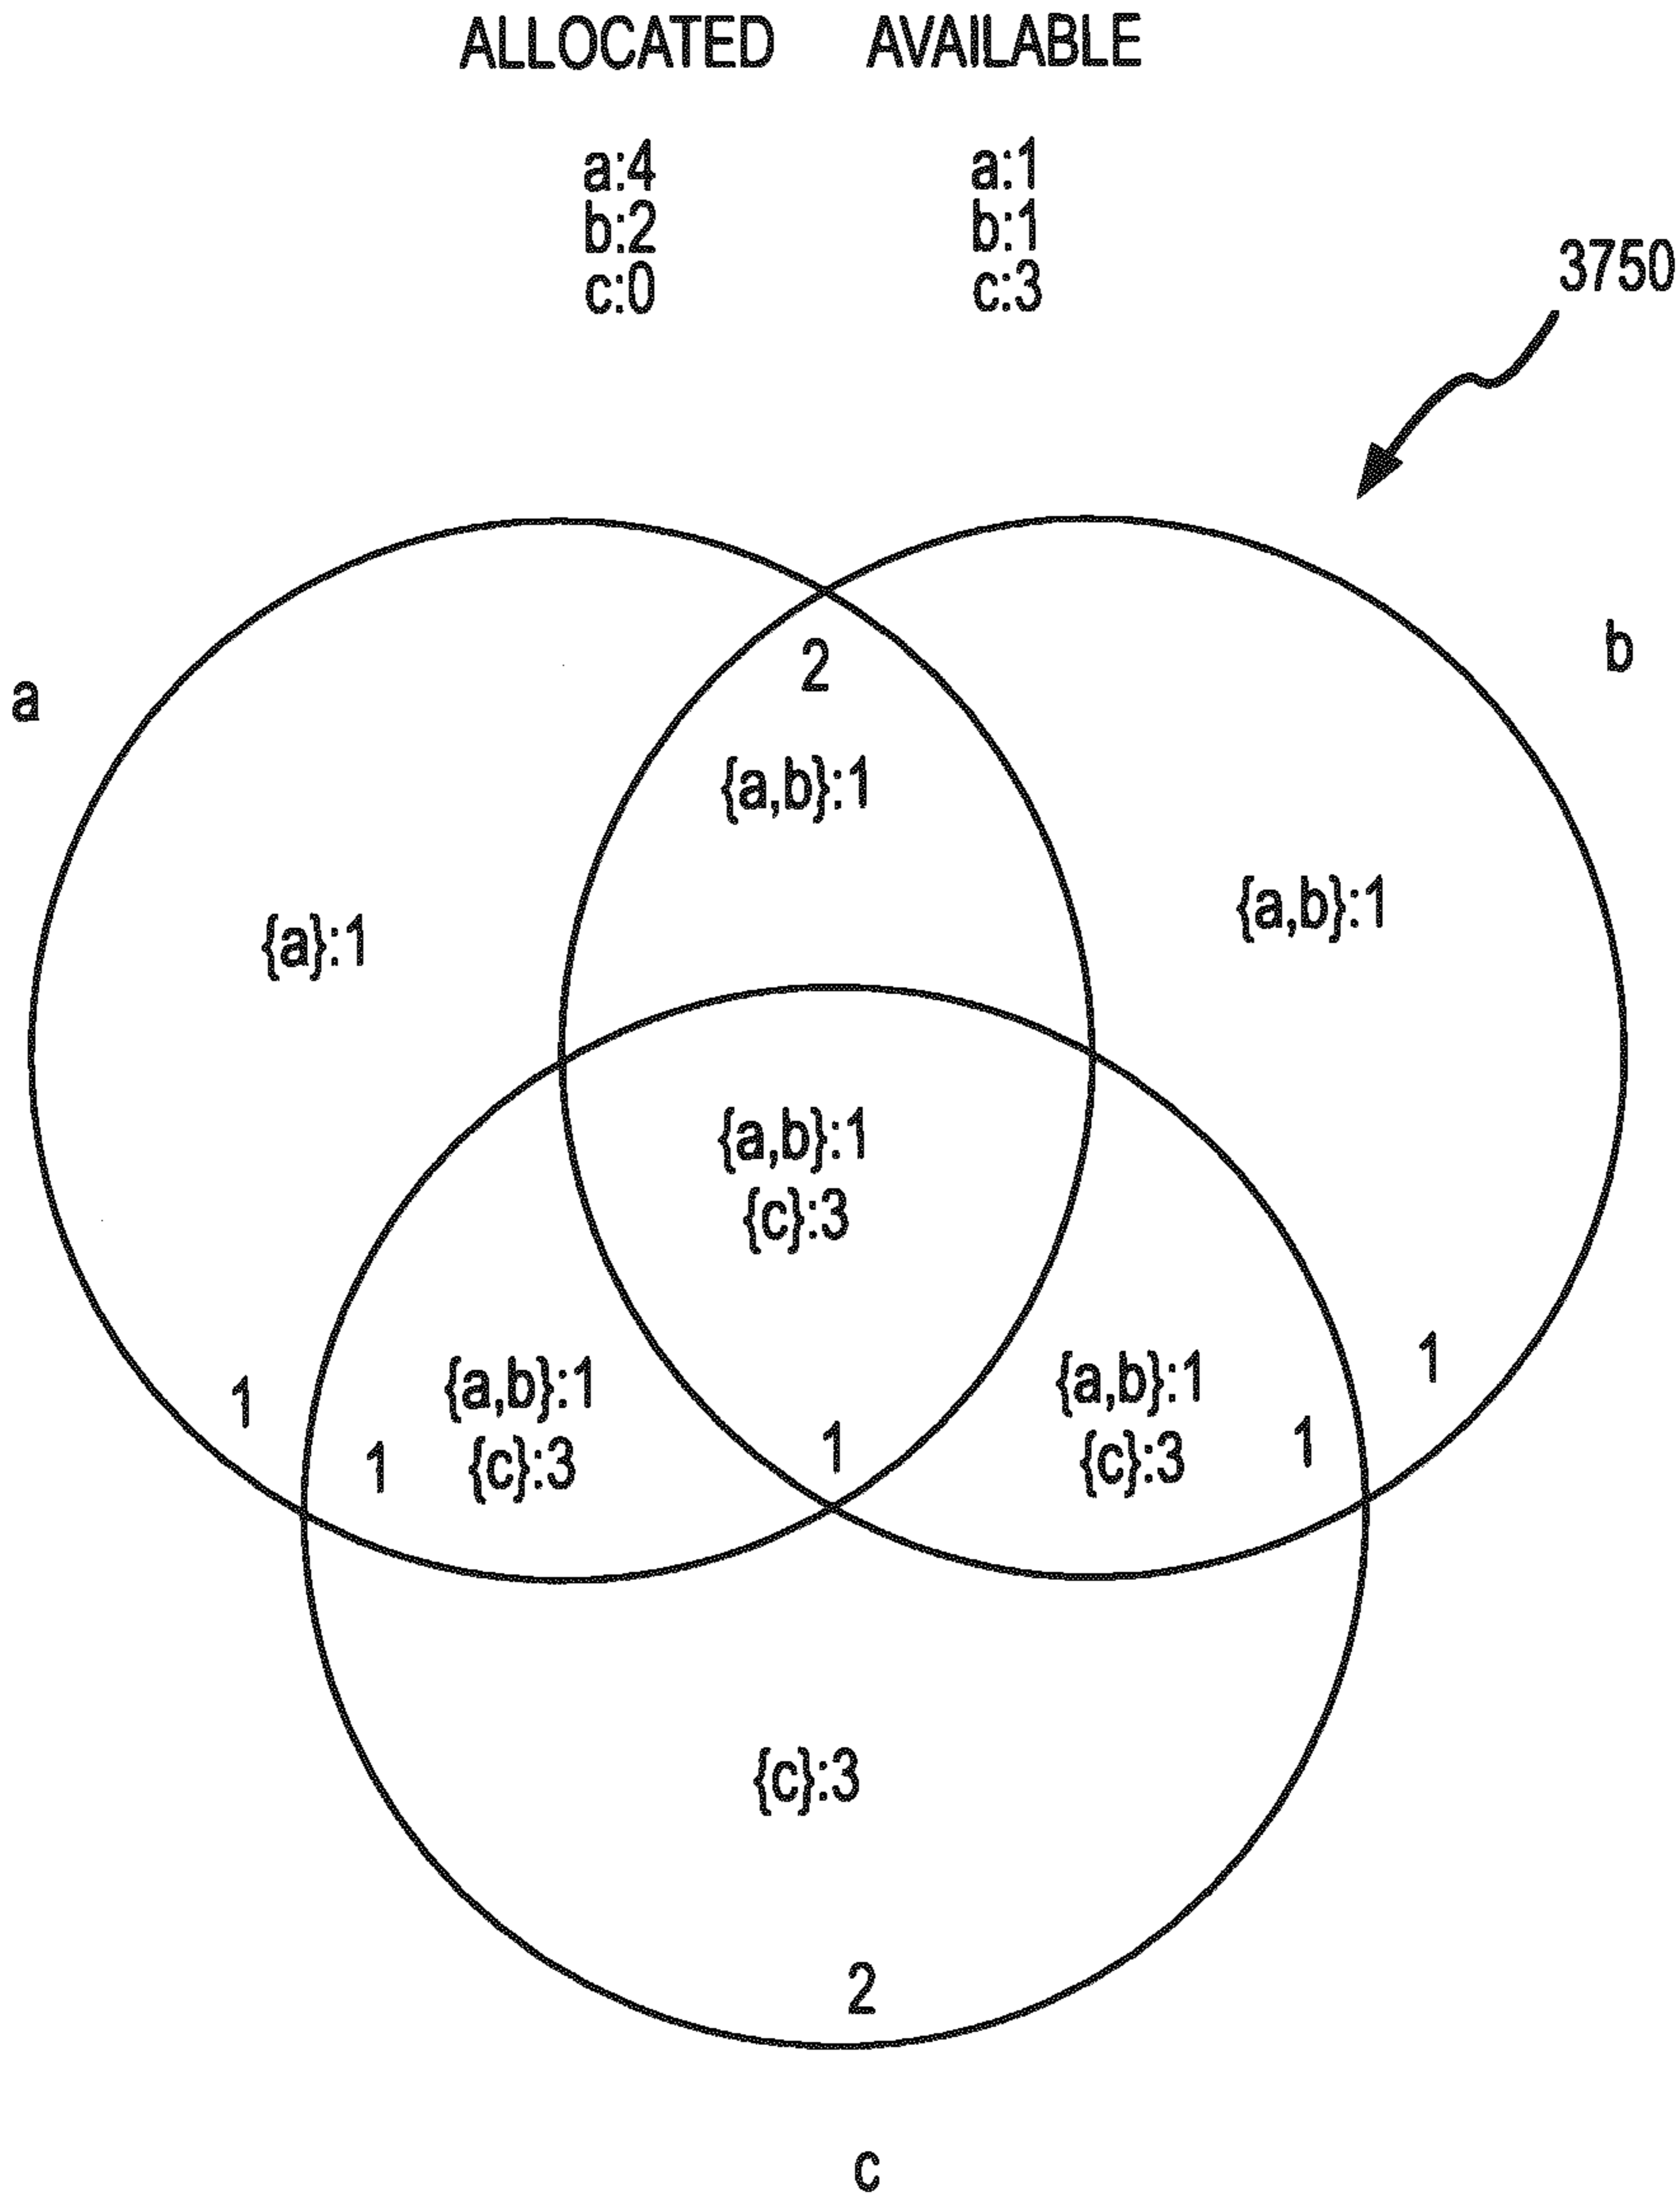 ALLOCATED AVAILABLE
a:4 a:1
b:2 b:1
c:0 c:3
3750
a
b
2
{a,b}:1
{a}:1
{a,b}:1
{a,b}:1
{c}:3
{a,b}:1
{c}:3
{a,b}:1
{c}:3
1
1
1
1
1
{c}:3
2
c